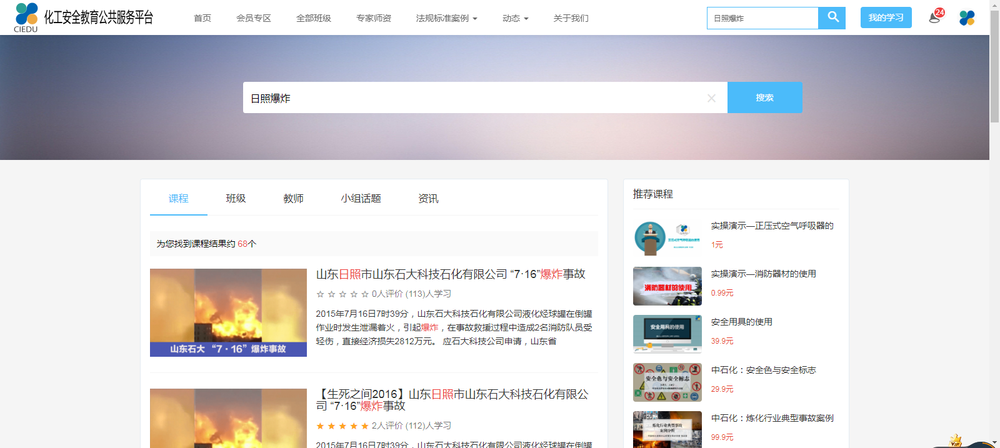 CIEDU
化工安全教育公共服务平台
首页
会员专区
全部班级
专家师资
法规标准案例
动态
关于我们
日照爆炸
我的学习
24
日照爆炸
搜索
课程
班级
教师
小组话题
资讯
为您找到课程结果约 68个
山东日照市山东石大科技石化有限公司 “7·16”爆炸事故
0人评价 (113)人学习
2015年7月16日7时39分，山东石大科技石化有限公司液化烃球罐在倒罐
作业时发生泄漏着火，引起爆炸，在事故救援过程中造成2名消防队员受
轻伤，直接经济损失2812万元。 应石大科技公司申请，山东省
山东石大 “7·16”爆炸事故
【生死之间2016】山东日照市山东石大科技石化有限公
司 “7·16”爆炸事故
2人评价 (112)人学习
2015年7月16日7时39分，山东石大科技石化有限公司液化烃球罐在倒罐
推荐课程
实操演示—正压式空气呼吸器的
1元
消防器材的使用
实操演示—消防器材的使用
0.99元
安全用具的使用
安全用具的使用
39.9元
安全色与安全标志
中石化：安全色与安全标志
29.9元
炼化行业典型事故
案例分析
中石化：炼化行业典型事故案例
99.9元
VIP